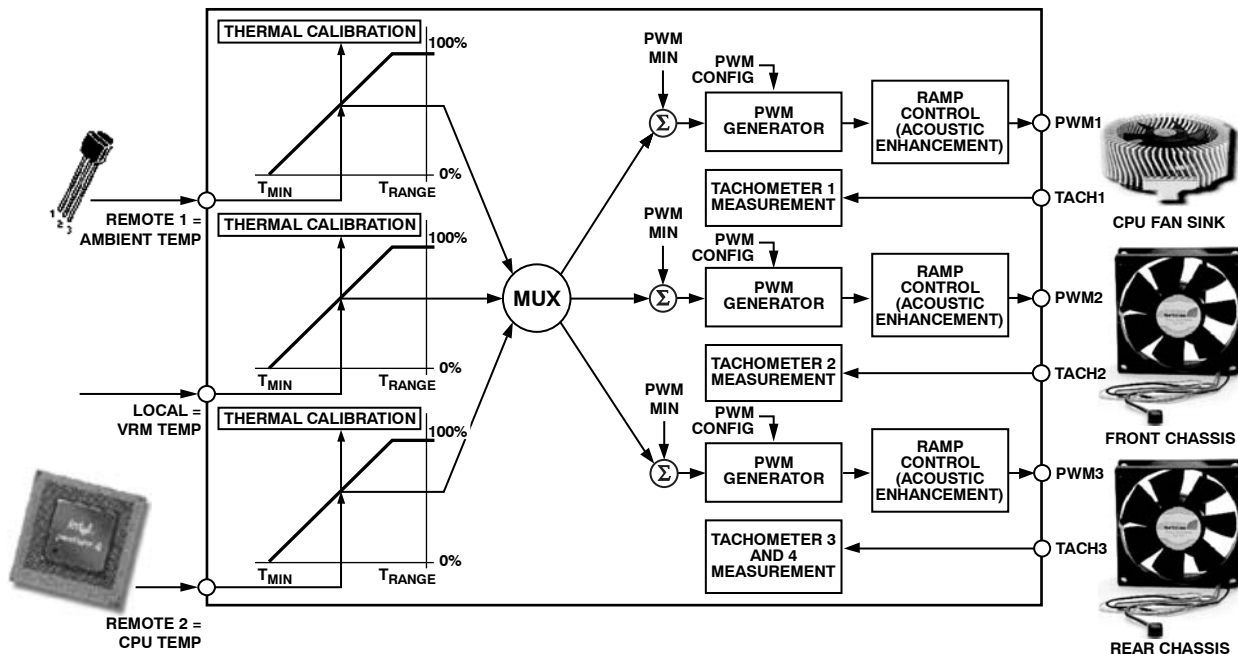 THERMAL CALIBRATION
100%
0%
T_MIN
T_RANGE
REMOTE 1 =
AMBIENT TEMP
1
2
3
THERMAL CALIBRATION
100%
0%
T_MIN
T_RANGE
LOCAL =
VRM TEMP
THERMAL CALIBRATION
100%
0%
T_MIN
T_RANGE
intel
REMOTE 2 =
CPU TEMP
MUX
PWM
MIN
Σ
PWM
CONFIG
PWM
GENERATOR
RAMP
CONTROL
(ACOUSTIC
ENHANCEMENT)
PWM1
TACHOMETER 1
MEASUREMENT
TACH1
CPU FAN SINK
PWM
MIN
Σ
PWM
CONFIG
PWM
GENERATOR
RAMP
CONTROL
(ACOUSTIC
ENHANCEMENT)
PWM2
TACHOMETER 2
MEASUREMENT
TACH2
FRONT CHASSIS
PWM
MIN
Σ
PWM
CONFIG
PWM
GENERATOR
RAMP
CONTROL
(ACOUSTIC
ENHANCEMENT)
PWM3
TACHOMETER 3
AND 4
MEASUREMENT
TACH3
REAR CHASSIS